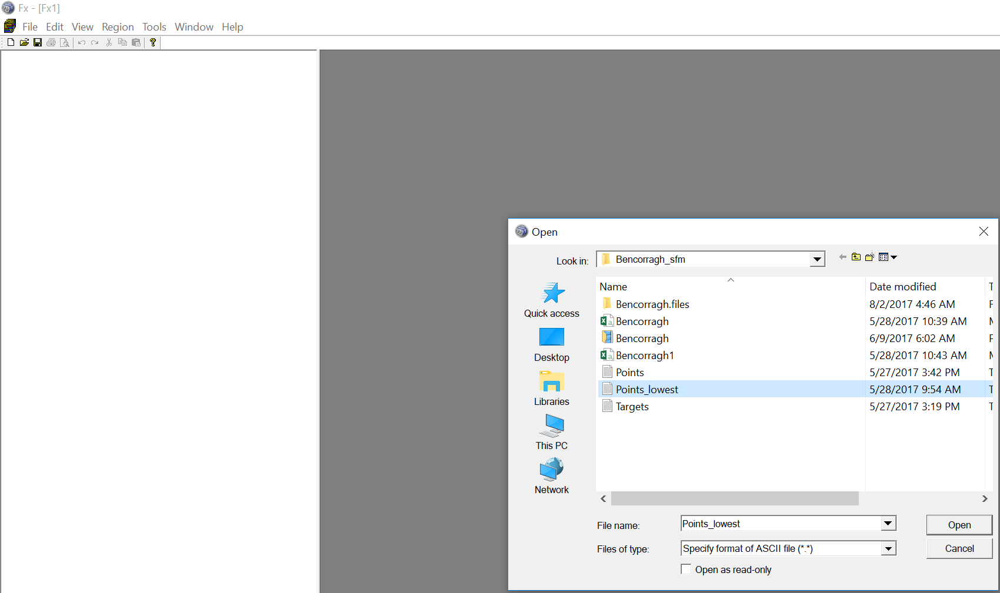 Fx - [Fx1]
File Edit View Region Tools Window Help
Open
Look in: Bencorragh_sfm
Name Date modified T
Bencorragh.files 8/2/2017 4:46 AM F
Bencorragh 5/28/2017 10:39 AM M
Bencorragh 6/9/2017 6:02 AM F
Bencorragh1 5/28/2017 10:43 AM M
Points 5/27/2017 3:42 PM T
Points_lowest 5/28/2017 9:54 AM T
Targets 5/27/2017 3:19 PM T
Quick access
Desktop
Libraries
This PC
Network
File name: Points_lowest Open
Files of type: Specify format of ASCII file (*.*) Cancel
Open as read-only